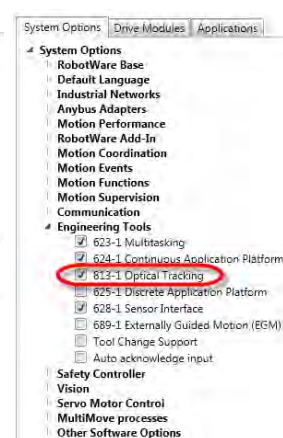 System Options Drive Modules Applications
System Options
RobotWare Base
Default Language
Industrial Networks
Anybus Adapters
Motion Performance
RobotWare Add-In
Motion Coordination
Motion Events
Motion Functions
Motion Supervision
Communication
Engineering Tools
623-1 Multitasking
624-1 Continuous Application Platform
813-1 Optical Tracking
625-1 Discrete Application Platform
628-1 Sensor Interface
689-1 Externally Guided Motion (EGM)
Tool Change Support
Auto acknowledge input
Safety Controller
Vision
Servo Motor Control
MultiMove processes
Other Software Options